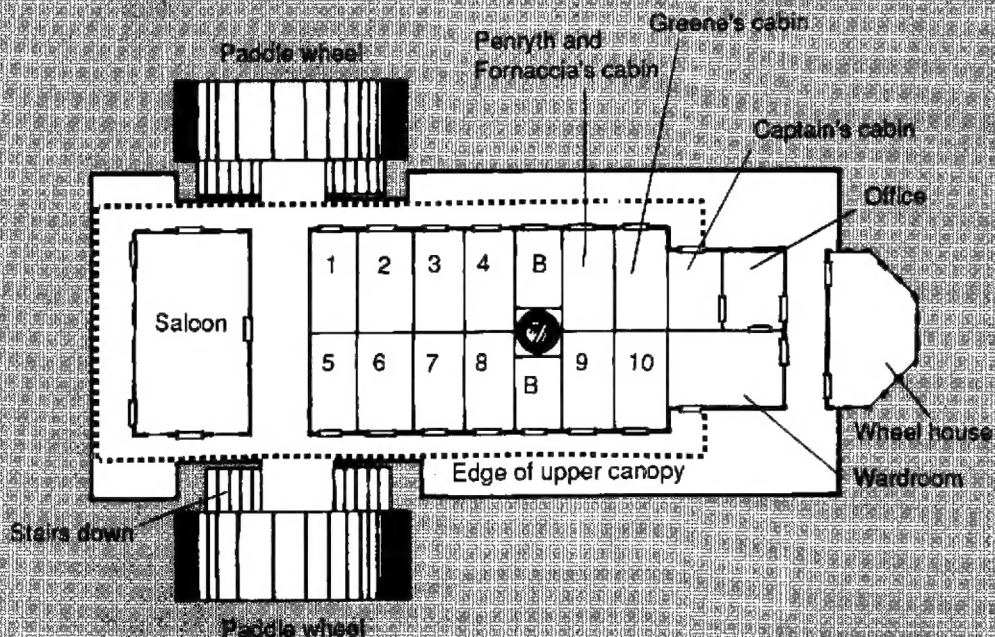 Greene's cabin
Penryth and
Fornaccia's cabin
Paddle wheel
Captain's cabin
Office
1 2 3 4 B
Saloon
5 6 7 8 B 9 10
Wheel house
Edge of upper canopy
Wardroom
Stairs down
Paddle wheel